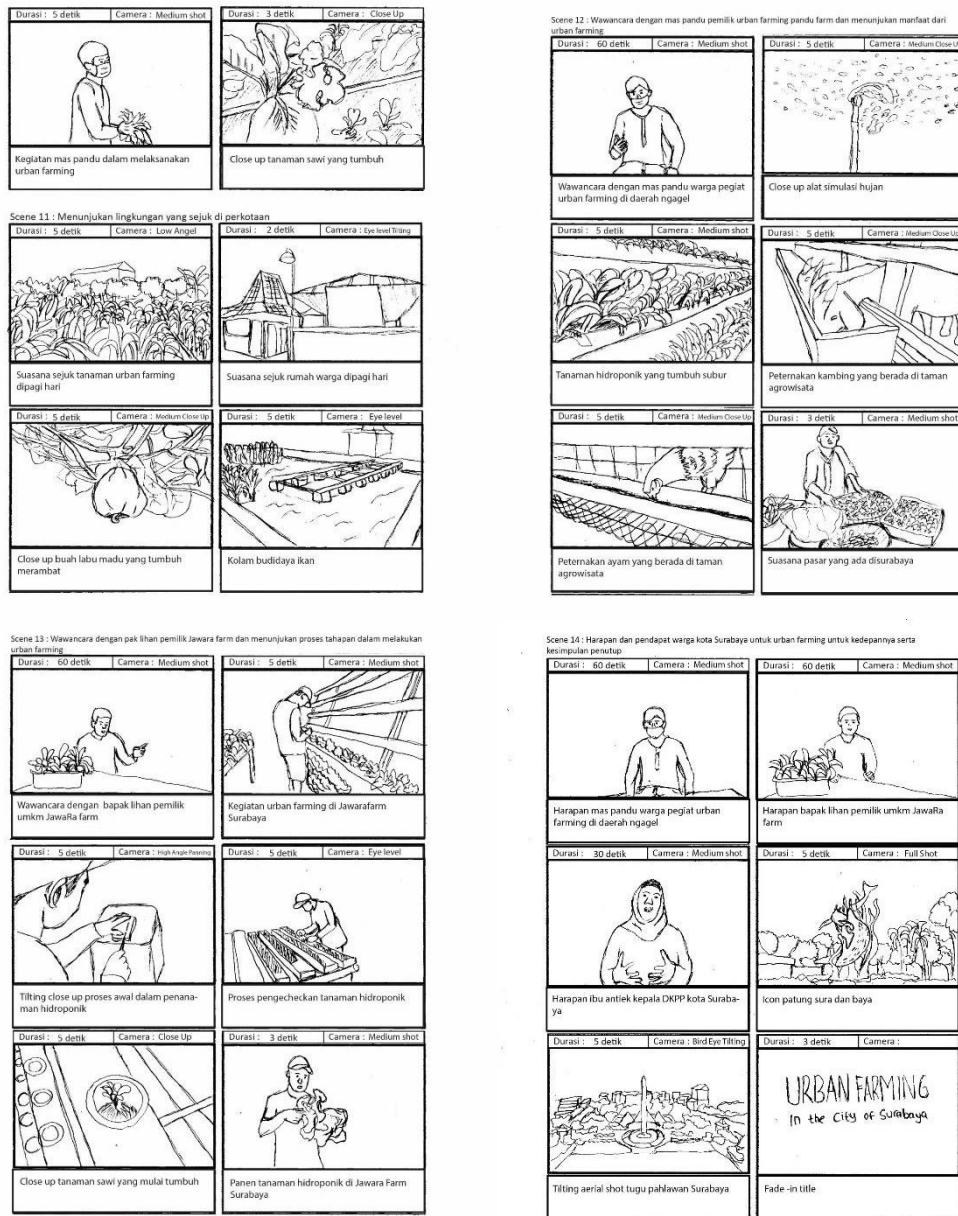 Durasi : 5 detik Camera : Medium shot
Kegiatan mas pandu dalam melaksanakan
urban farming
Durasi : 3 detik Camera : Close Up
Close up tanaman sawi yang tumbuh
Scene 11 : Menunjukan lingkungan yang sejuk di perkotaan
Durasi : 5 detik Camera : Low Angel
Suasana sejuk tanaman urban farming
dipagi hari
Durasi : 2 detik Camera : Eye level Tilting
Suasana sejuk rumah warga dipagi hari
Durasi : 5 detik Camera : Medium Close Up
Close up buah labu madu yang tumbuh
merambat
Durasi : 5 detik Camera : Eye level
Kolam budidaya ikan
Scene 12 : Wawancara dengan mas pandu pemilik urban farming pandu farm dan menunjukan manfaat dari
urban farming
Durasi : 60 detik Camera : Medium shot
Wawancara dengan mas pandu warga pegiat
urban farming di daerah ngagel
Durasi : 5 detik Camera : Medium Close U
Close up alat simulasi hujan
Durasi : 5 detik Camera : Medium shot
Tanaman hidroponik yang tumbuh subur
Durasi : 5 detik Camera : Medium Close Up
Peternakan kambing yang berada di taman
agrowisata
Durasi : 5 detik Camera : Medium Close Up
Peternakan ayam yang berada di taman
agrowisata
Durasi : 3 detik Camera : Medium shot
Suasana pasar yang ada disurabaya
Scene 13 : Wawancara dengan pak lihan pemilik Jawara farm dan menunjukan proses tahapan dalam melakukan
urban farming
Durasi : 60 detik Camera : Medium shot
Wawancara dengan bapak lihan pemilik
umkm JawaRa farm
Durasi : 5 detik Camera : Medium shot
Kegiatan urban farming di Jawarafarm
Surabaya
Durasi : 5 detik Camera : High Angle Panning
Tilting close up proses awal dalam penana-
man hidroponik
Durasi : 5 detik Camera : Eye level
Proses pengecheckan tanaman hidroponik
Durasi : 5 detik Camera : Close Up
Close up tanaman sawi yang mulai tumbuh
Durasi : 3 detik Camera : Medium shot
Panen tanaman hidroponik di Jawara Farm
Surabaya
Scene 14 : Harapan dan pendapat warga kota Surabaya untuk urban farming untuk kedepannya serta
kesimpulan penutup
Durasi : 60 detik Camera : Medium shot
Harapan mas pandu warga pegiat urban
farming di daerah ngagel
Durasi : 60 detik Camera : Medium shot
Harapan bapak lihan pemilik umkm JawaRa
farm
Durasi : 30 detik Camera : Medium shot
Harapan ibu antiek kepala DKPP kota Suraba-
ya
Durasi : 5 detik Camera : Full Shot
Icon patung sura dan baya
Durasi : 5 detik Camera : Bird Eye Tilting
Tilting aerial shot tugu pahlawan Surabaya
Durasi : 3 detik Camera :
URBAN FARMING
In the City of Surabaya
Fade -in title